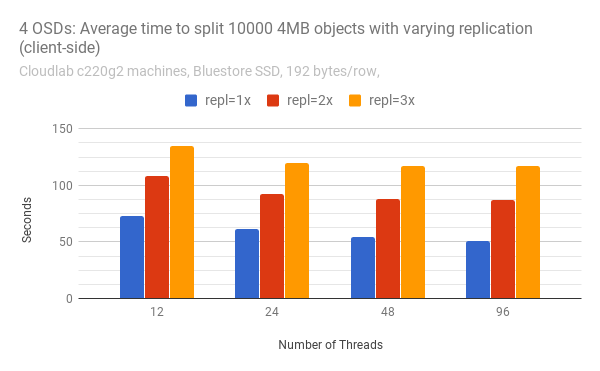 4 OSDs: Average time to split 10000 4MB objects with varying replication
(client-side)
Cloudlab c220g2 machines, Bluestore SSD, 192 bytes/row,
repl=1x repl=2x repl=3x
150
100
50
0
Seconds
12 24 48 96
Number of Threads